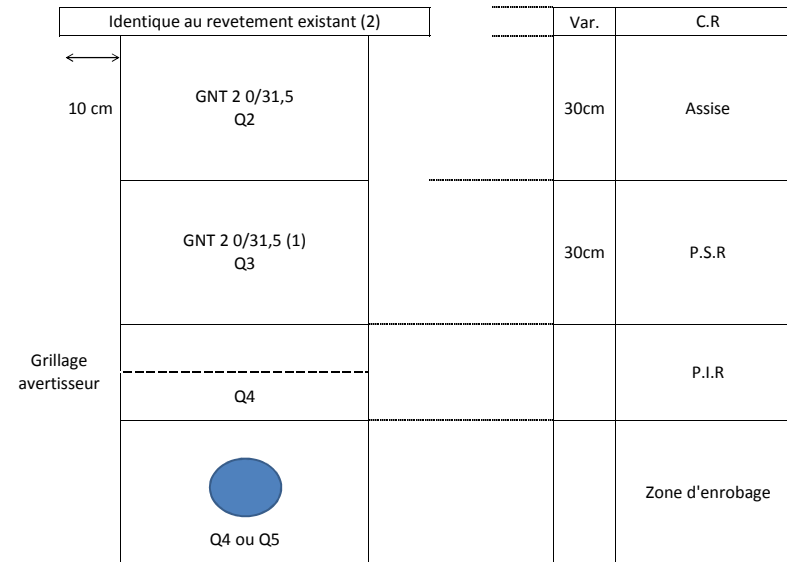 Identique au revetement existant (2)
Var.
C.R
10 cm
GNT 2 0/31,5
Q2
30cm
Assise
GNT 2 0/31,5 (1)
Q3
30cm
P.S.R
Grillage
avertisseur
Q4
P.I.R
Zone d'enrobage
Q4 ou Q5